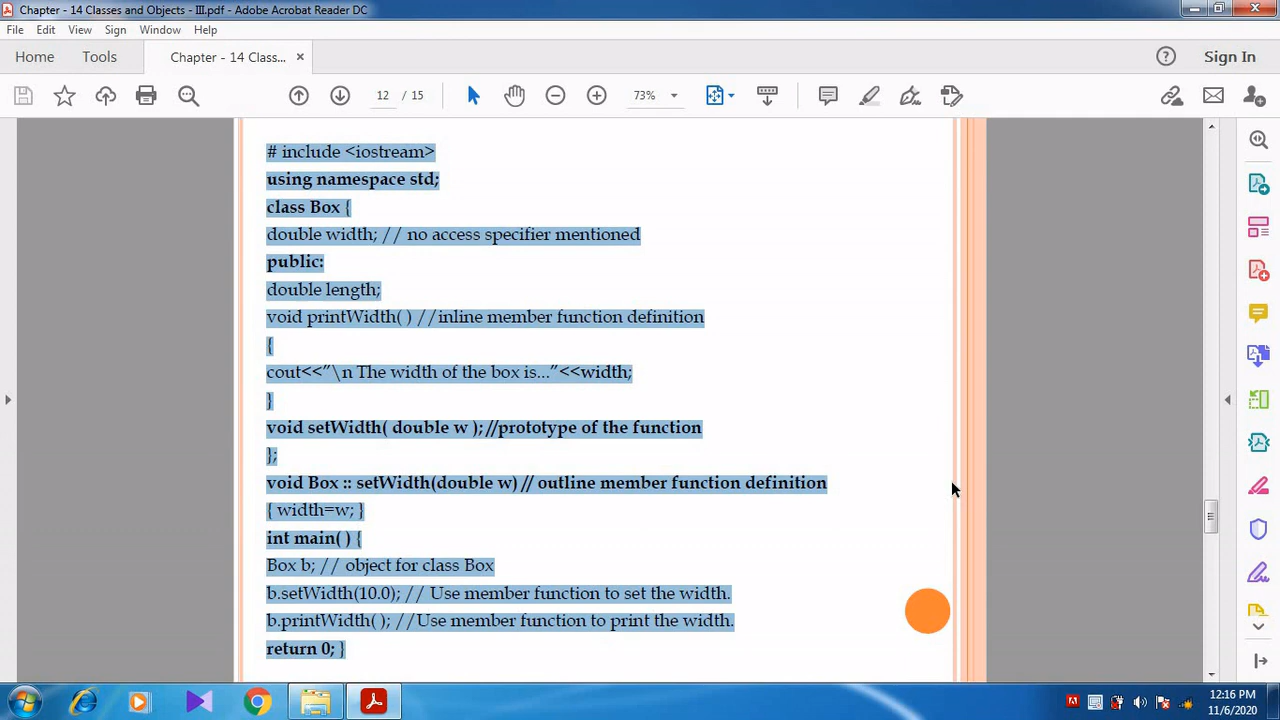 Chapter - 14 Classes and Objects - III.pdf - Adobe Acrobat Reader DC
File Edit View Sign Window Help
Home Tools Chapter - 14 Class... × Sign In
12 / 15 73%
# include <iostream>
using namespace std;
class Box {
double width; // no access specifier mentioned
public:
double length;
void printWidth( ) //inline member function definition
{
cout<<”\n The width of the box is...”<<width;
}
void setWidth( double w ); //prototype of the function
};
void Box :: setWidth(double w) // outline member function definition
{ width=w; }
int main( ) {
Box b; // object for class Box
b.setWidth(10.0); // Use member function to set the width.
b.printWidth( ); //Use member function to print the width.
return 0; }
12:16 PM
11/6/2020